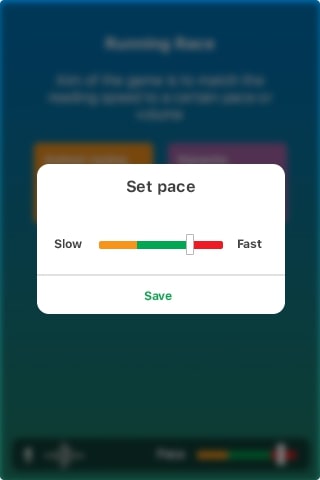 Running Race
Aim of the game is to match the
reading speed to a certain pace or
volume
Set pace
Slow
Fast
Save
Pace